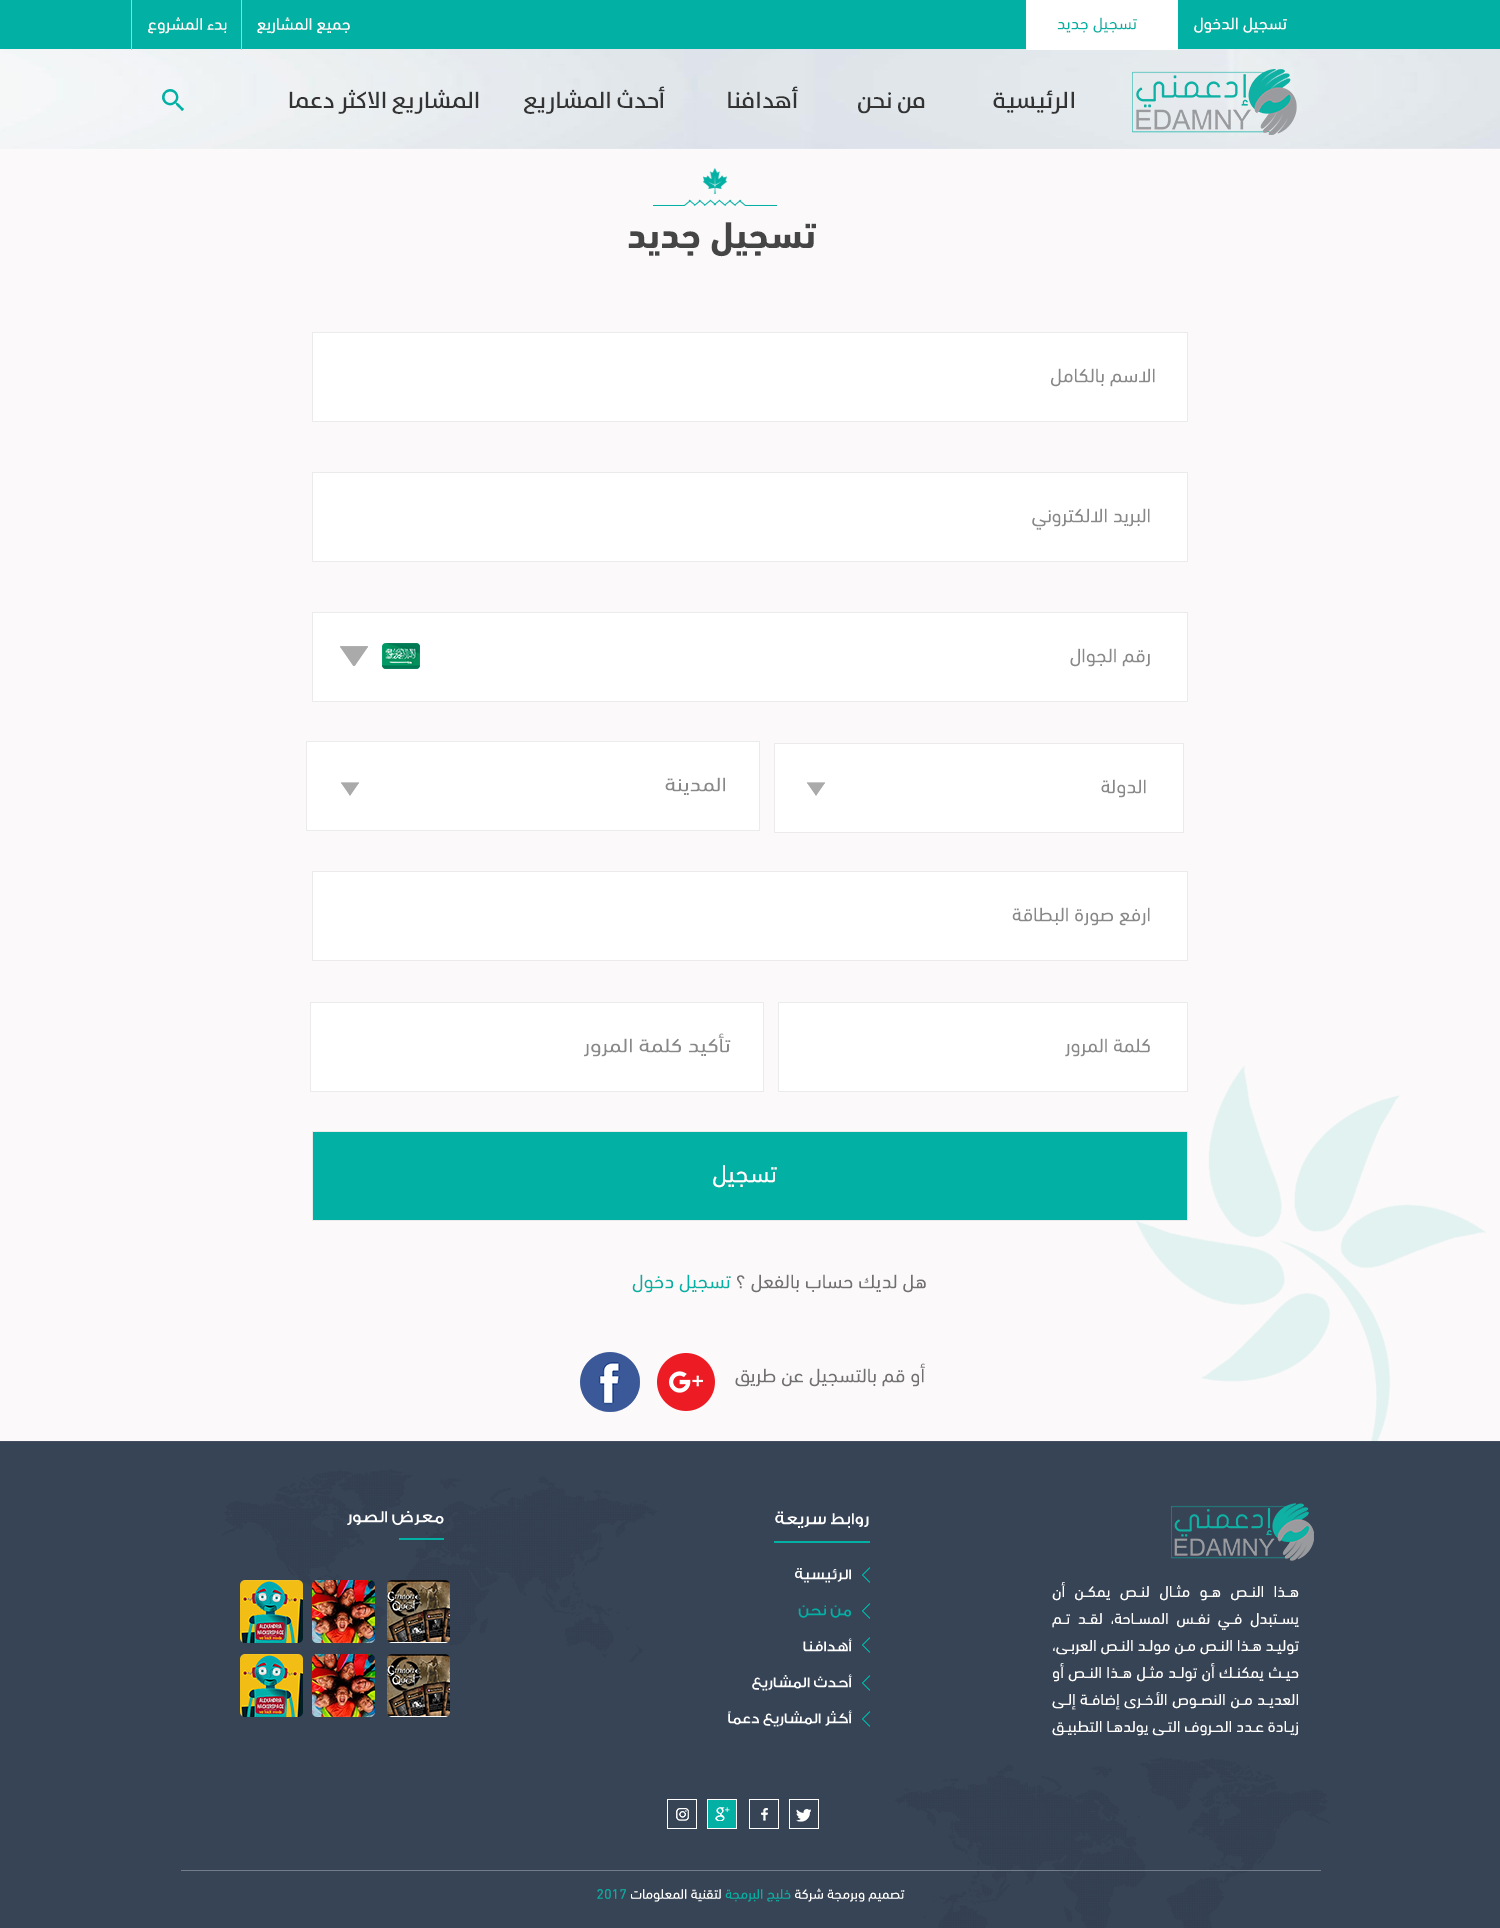 تسجيل الدخول
تسجيل جديد
جميع المشاريع
بدء المشروع
إدعمني
EDAMNY
الرئيسية
من نحن
أهدافنا
أحدث المشاريع
المشاريع الاكثر دعما
تسجيل جديد
الاسم بالكامل
البريد الالكتروني
رقم الجوال
الدولة
المدينة
ارفع صورة البطاقة
كلمة المرور
تأكيد كلمة المرور
تسجيل
هل لديك حساب بالفعل ؟ تسجيل دخول
أو قم بالتسجيل عن طريق
إدعمني
EDAMNY
هذا النص هو مثال لنص يمكن أن
يستبدل في نفس المساحة، لقد تم
توليد هذا النص من مولد النص العربى،
حيث يمكنك أن تولد مثل هذا النص أو
العديد من النصوص الأخرى إضافة إلى
زيادة عدد الحروف التى يولدها التطبيق
روابط سريعة
الرئيسية
من نحن
أهدافنا
أحدث المشاريع
أكثر المشاريع دعماً
معرض الصور
ALEXANDRIA
HACKERSPACE
ALEXANDRIA
HACKERSPACE
تصميم وبرمجة شركة خليج البرمجة لتقنية المعلومات 2017